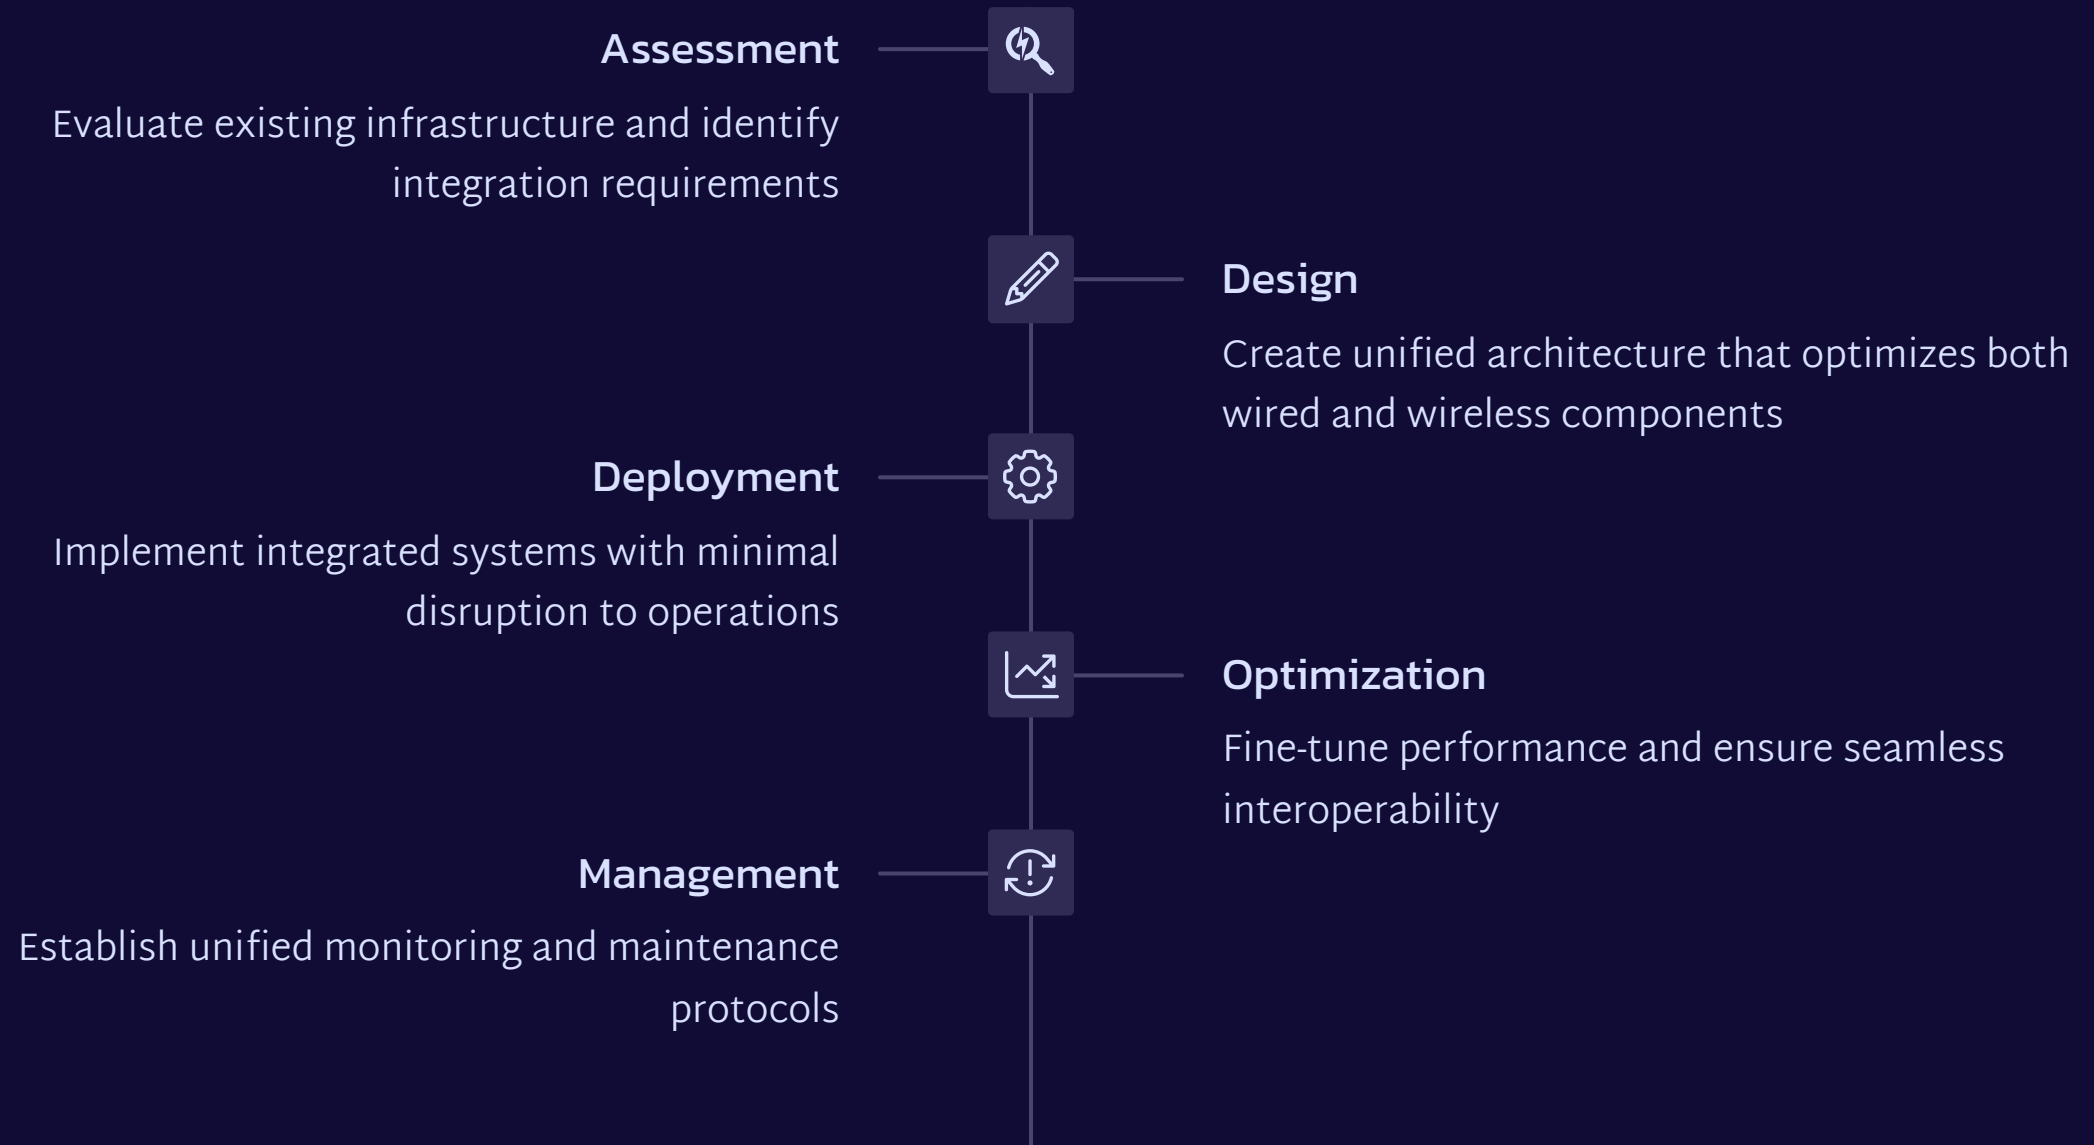 Assessment
Evaluate existing infrastructure and identify
integration requirements
Design
Create unified architecture that optimizes both
wired and wireless components
Deployment
Implement integrated systems with minimal
disruption to operations
Optimization
Fine-tune performance and ensure seamless
interoperability
Management
Establish unified monitoring and maintenance
protocols